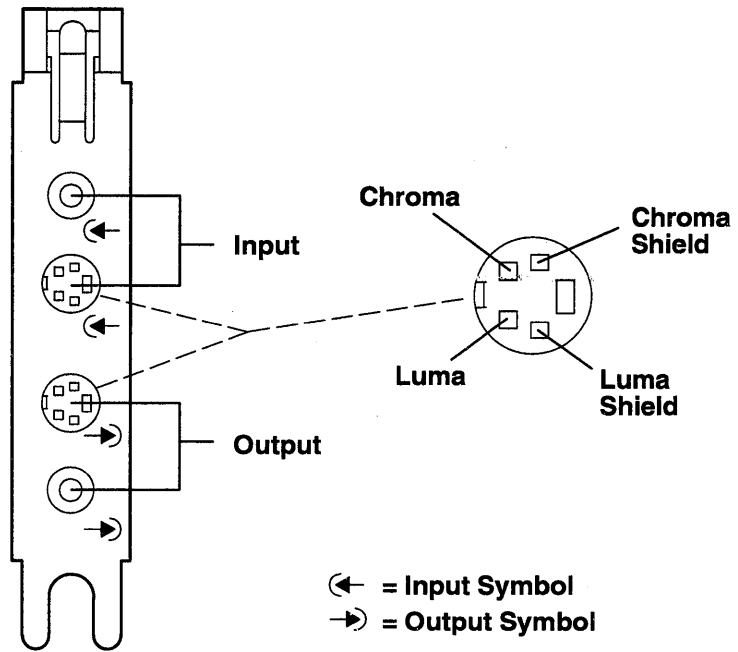 Chroma
Chroma
Shield
Input
Luma
Luma
Shield
Output
= Input Symbol
= Output Symbol